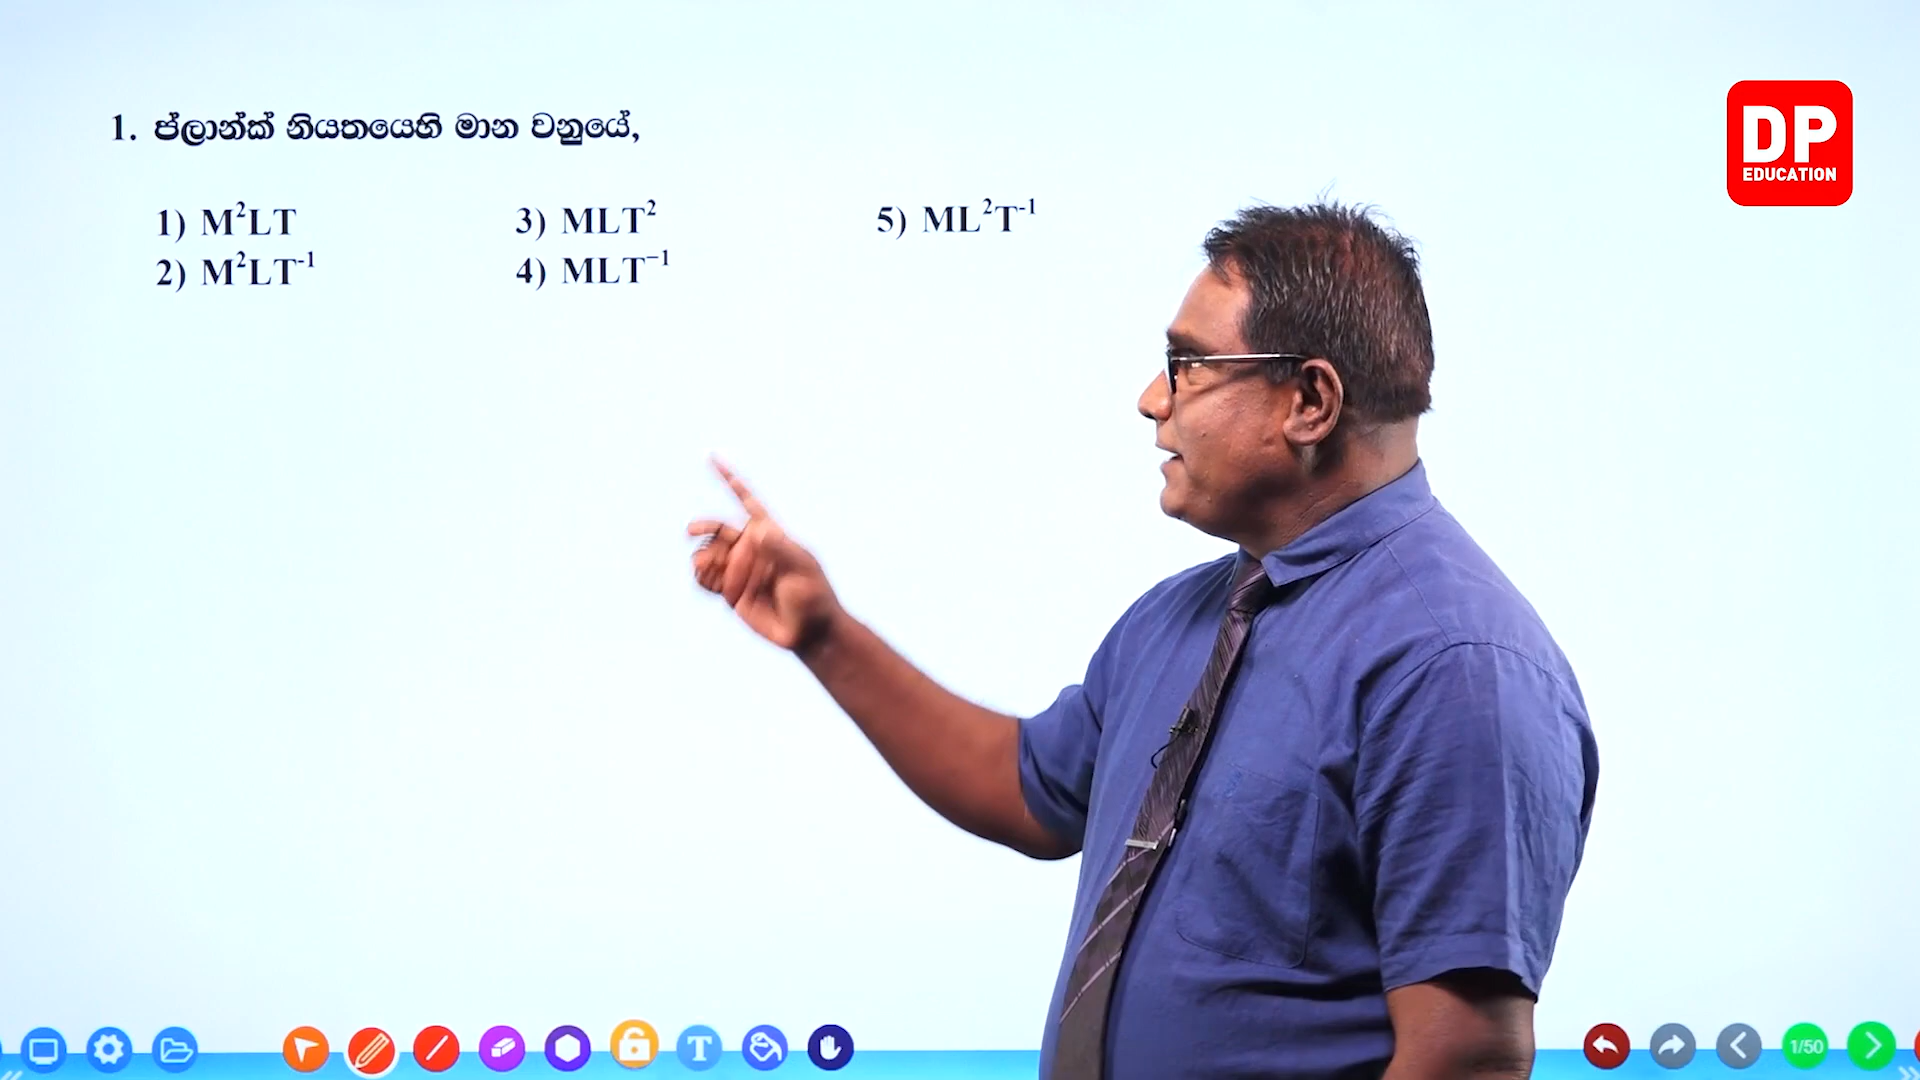 1. ප්ලාන්ක් නියතයෙහි මාන වනුයේ,
1) M²LT 3) MLT² 5) ML²T⁻¹
2) M²LT⁻¹ 4) MLT⁻¹
DP
EDUCATION
T
1/50